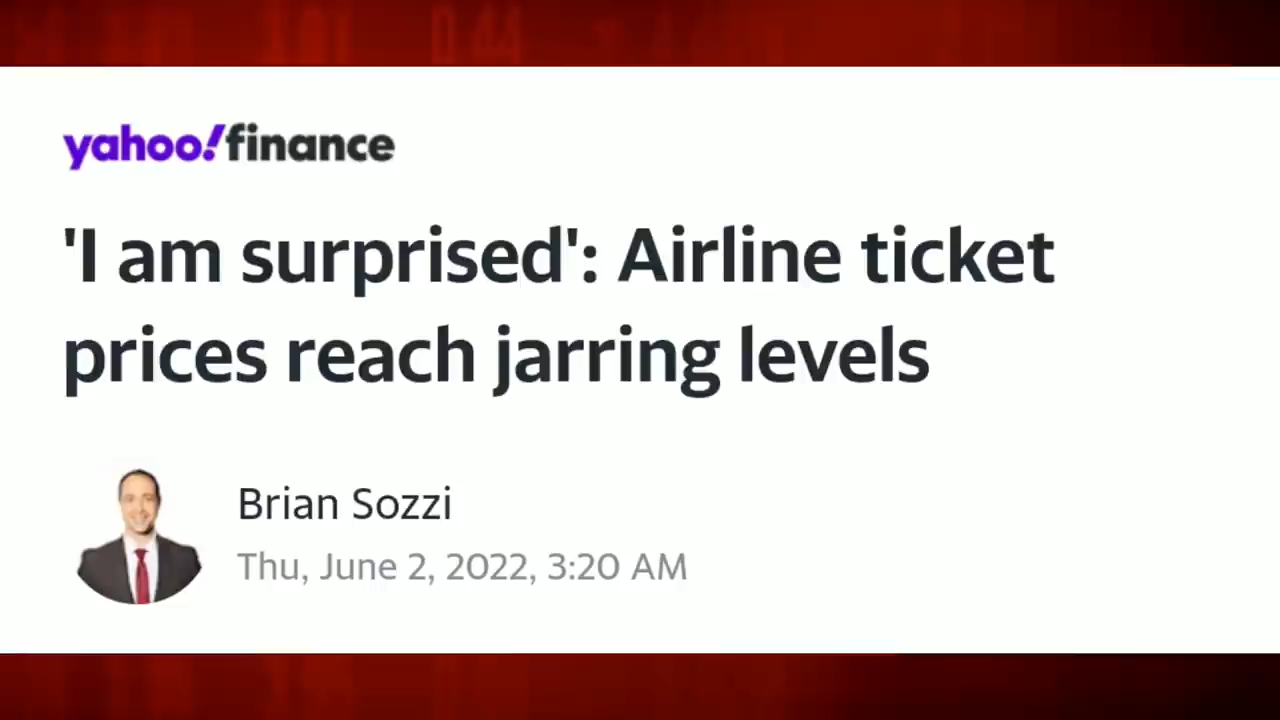 yahoo!finance
'I am surprised': Airline ticket
prices reach jarring levels
Brian Sozzi
Thu, June 2, 2022, 3:20 AM